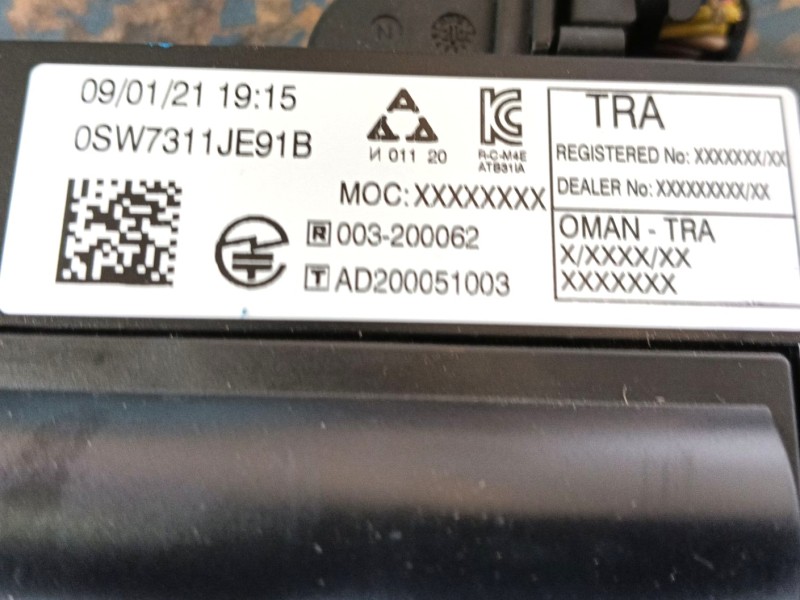 09/01/21 19:15
0SW7311JE91B
И 011 20
R-C-M4E
ATB31IA
MOC: XXXXXXXX
R 003-200062
T AD200051003
TRA
REGISTERED No: XXXXXXX/XX
DEALER No: XXXXXXXXX/XX
OMAN - TRA
X/XXXX/XX
XXXXXXX